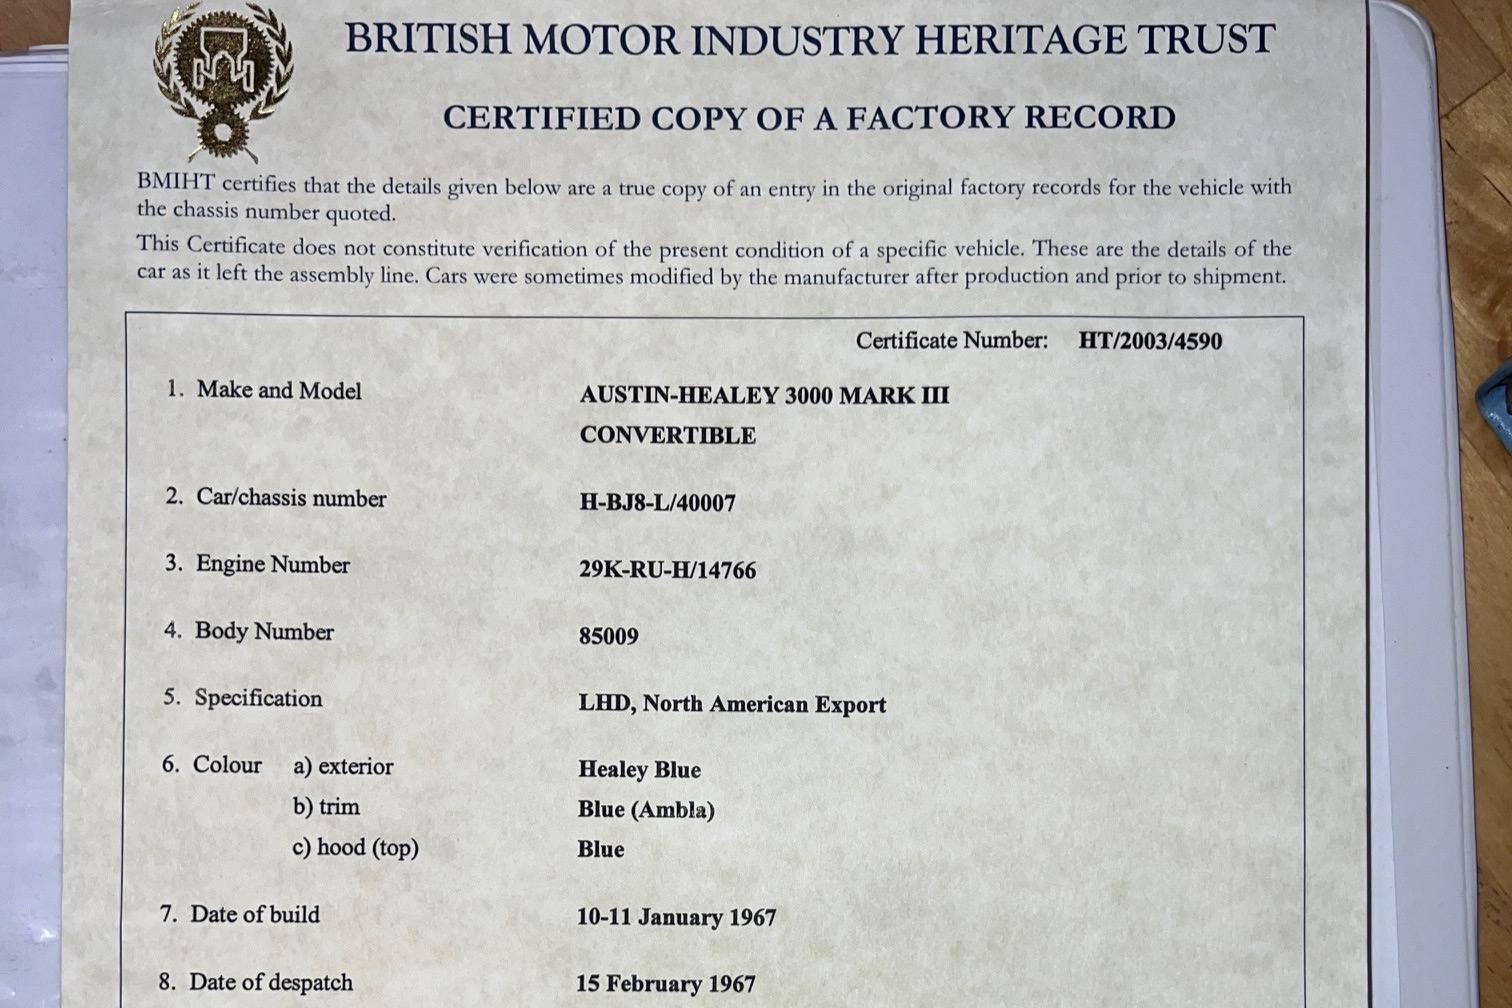 BRITISH MOTOR INDUSTRY HERITAGE TRUST
CERTIFIED COPY OF A FACTORY RECORD
BMIHT certifies that the details given below are a true copy of an entry in the original factory records for the vehicle with
the chassis number quoted.
This Certificate does not constitute verification of the present condition of a specific vehicle. These are the details of the
car as it left the assembly line. Cars were sometimes modified by the manufacturer after production and prior to shipment.
Certificate Number: HT/2003/4590
1. Make and Model AUSTIN-HEALEY 3000 MARK III
CONVERTIBLE
2. Car/chassis number H-BJ8-L/40007
3. Engine Number 29K-RU-H/14766
4. Body Number 85009
5. Specification LHD, North American Export
6. Colour a) exterior Healey Blue
b) trim Blue (Ambla)
c) hood (top) Blue
7. Date of build 10-11 January 1967
8. Date of despatch 15 February 1967